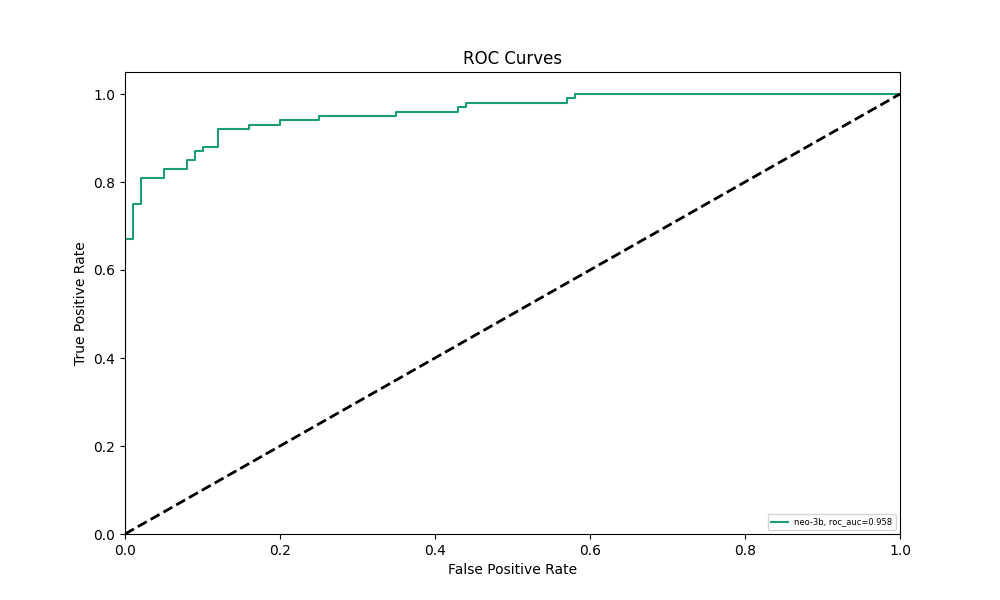 ROC Curves
1.0
0.8
0.6
0.4
0.2
0.0
True Positive Rate
0.0 0.2 0.4 0.6 0.8 1.0
False Positive Rate
neo-3b, roc_auc=0.958